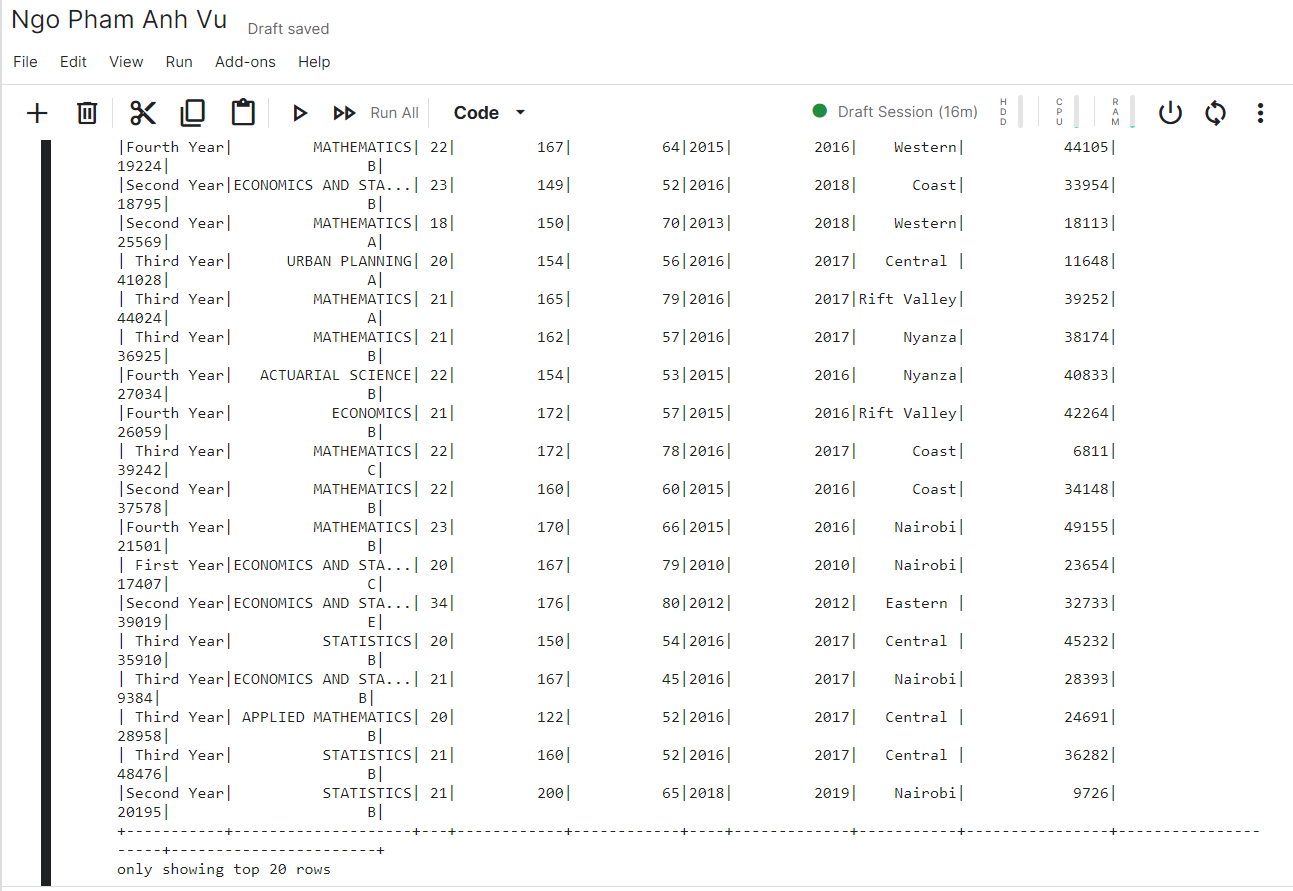 Ngo Pham Anh Vu Draft saved
File Edit View Run Add-ons Help
Run All Code Draft Session (16m) HDD CPU RAM
|Fourth Year|         MATHEMATICS| 22|         167|          64|2015|         2016|    Western|           44105|
19224|                      B|
|Second Year|ECONOMICS AND STA...| 23|         149|          52|2016|         2018|      Coast|           33954|
18795|                      B|
|Second Year|         MATHEMATICS| 18|         150|          70|2013|         2018|    Western|           18113|
25569|                      A|
| Third Year|      URBAN PLANNING| 20|         154|          56|2016|         2017|   Central |           11648|
41028|                      A|
| Third Year|         MATHEMATICS| 21|         165|          79|2016|         2017|Rift Valley|           39252|
44024|                      A|
| Third Year|         MATHEMATICS| 21|         162|          57|2016|         2017|     Nyanza|           38174|
36925|                      B|
|Fourth Year|   ACTUARIAL SCIENCE| 22|         154|          53|2015|         2016|     Nyanza|           40833|
27034|                      B|
|Fourth Year|           ECONOMICS| 21|         172|          57|2015|         2016|Rift Valley|           42264|
26059|                      B|
| Third Year|         MATHEMATICS| 22|         172|          78|2016|         2017|      Coast|            6811|
39242|                      C|
|Second Year|         MATHEMATICS| 22|         160|          60|2015|         2016|      Coast|           34148|
37578|                      B|
|Fourth Year|         MATHEMATICS| 23|         170|          66|2015|         2016|    Nairobi|           49155|
21501|                      B|
| First Year|ECONOMICS AND STA...| 20|         167|          79|2010|         2010|    Nairobi|           23654|
17407|                      C|
|Second Year|ECONOMICS AND STA...| 34|         176|          80|2012|         2012|   Eastern |           32733|
39019|                      E|
| Third Year|          STATISTICS| 20|         150|          54|2016|         2017|   Central |           45232|
35910|                      B|
| Third Year|ECONOMICS AND STA...| 21|         167|          45|2016|         2017|    Nairobi|           28393|
9384|                      B|
| Third Year| APPLIED MATHEMATICS| 20|         122|          52|2016|         2017|   Central |           24691|
28958|                      B|
| Third Year|          STATISTICS| 21|         160|          52|2016|         2017|   Central |           36282|
48476|                      B|
|Second Year|          STATISTICS| 21|         200|          65|2018|         2019|    Nairobi|            9726|
20195|                      B|
+-----------+--------------------+---+------------+------------+----+-------------+-----------+----------------+----------------
-----+-----------------------+
only showing top 20 rows